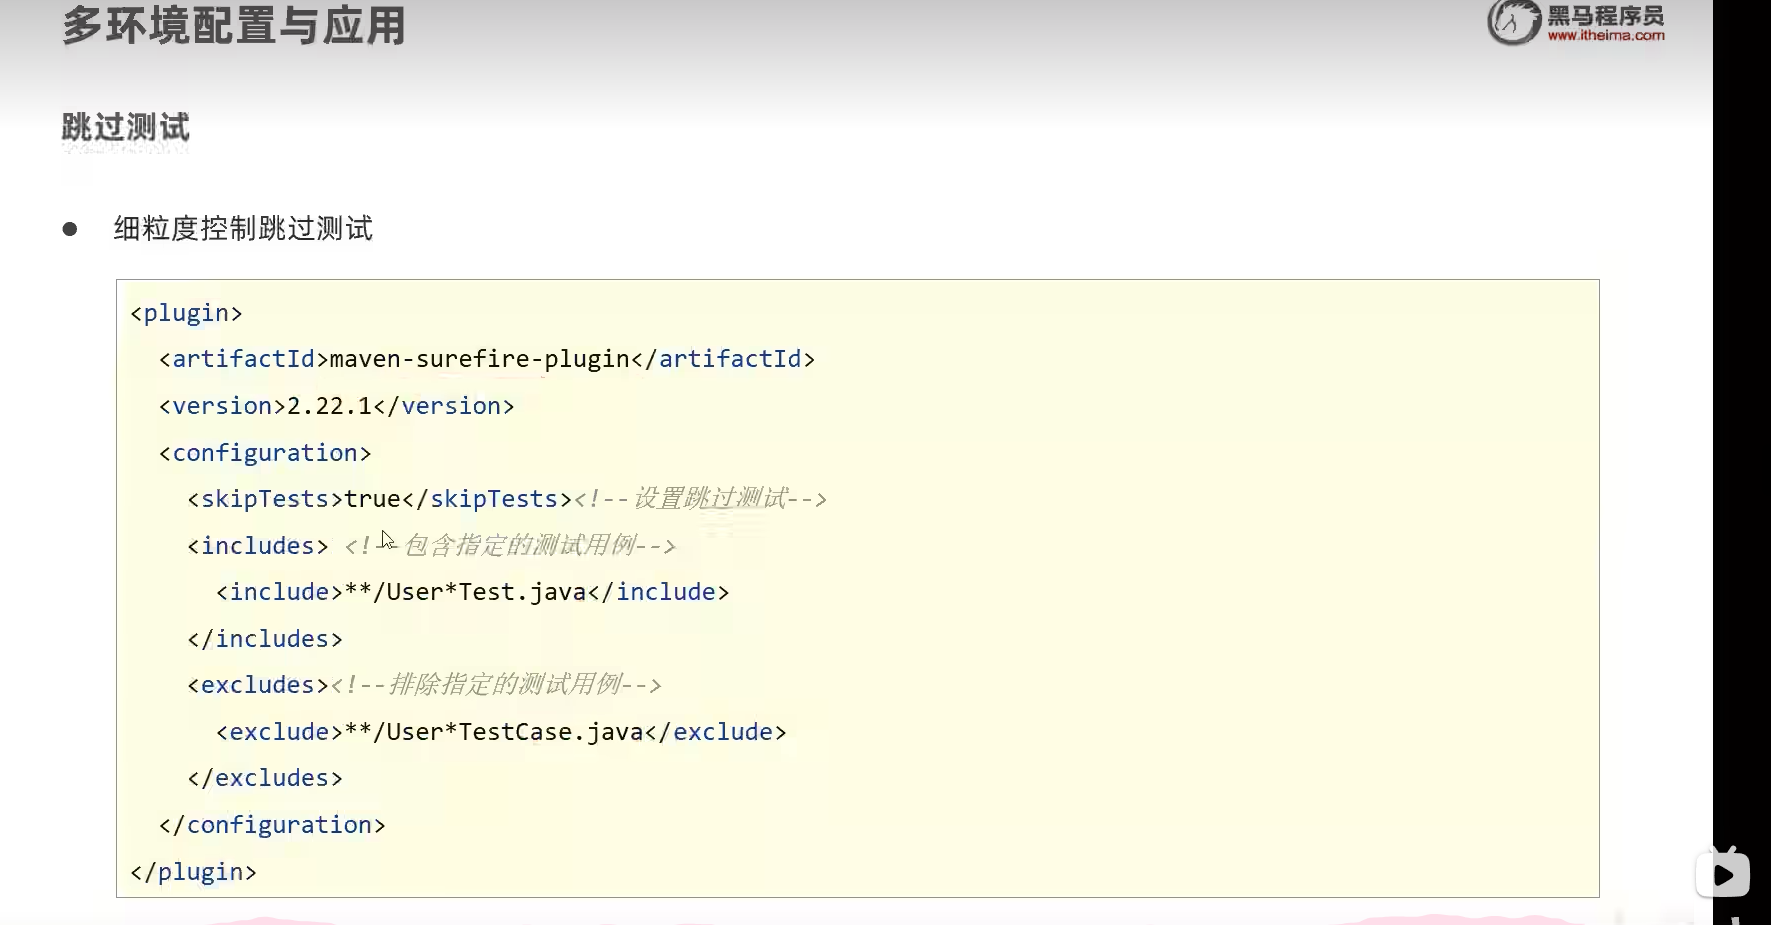 多环境配置与应用
黑马程序员
www.itheima.com
跳过测试
● 细粒度控制跳过测试
<plugin>
  <artifactId>maven-surefire-plugin</artifactId>
  <version>2.22.1</version>
  <configuration>
    <skipTests>true</skipTests><!--设置跳过测试-->
    <includes> <!--包含指定的测试用例-->
      <include>**/User*Test.java</include>
    </includes>
    <excludes><!--排除指定的测试用例-->
      <exclude>**/User*TestCase.java</exclude>
    </excludes>
  </configuration>
</plugin>